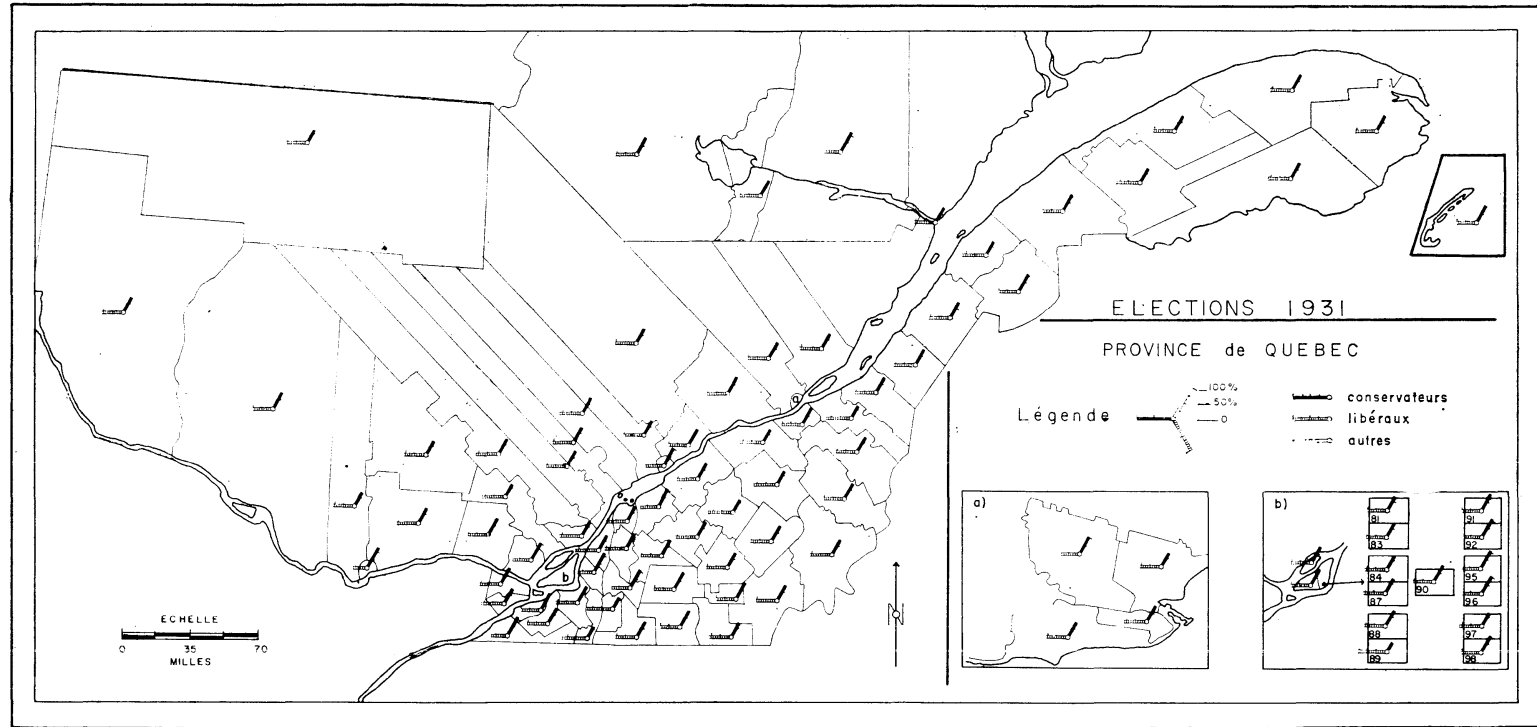 ELECTIONS 1931
PROVINCE de QUEBEC
Légende
100%
50%
0
conservateurs
libéraux
autres
a
b
ECHELLE
0 35 70
MILLES
N
a)
b)
81
83
84
87
88
89
90
91
92
95
96
97
98